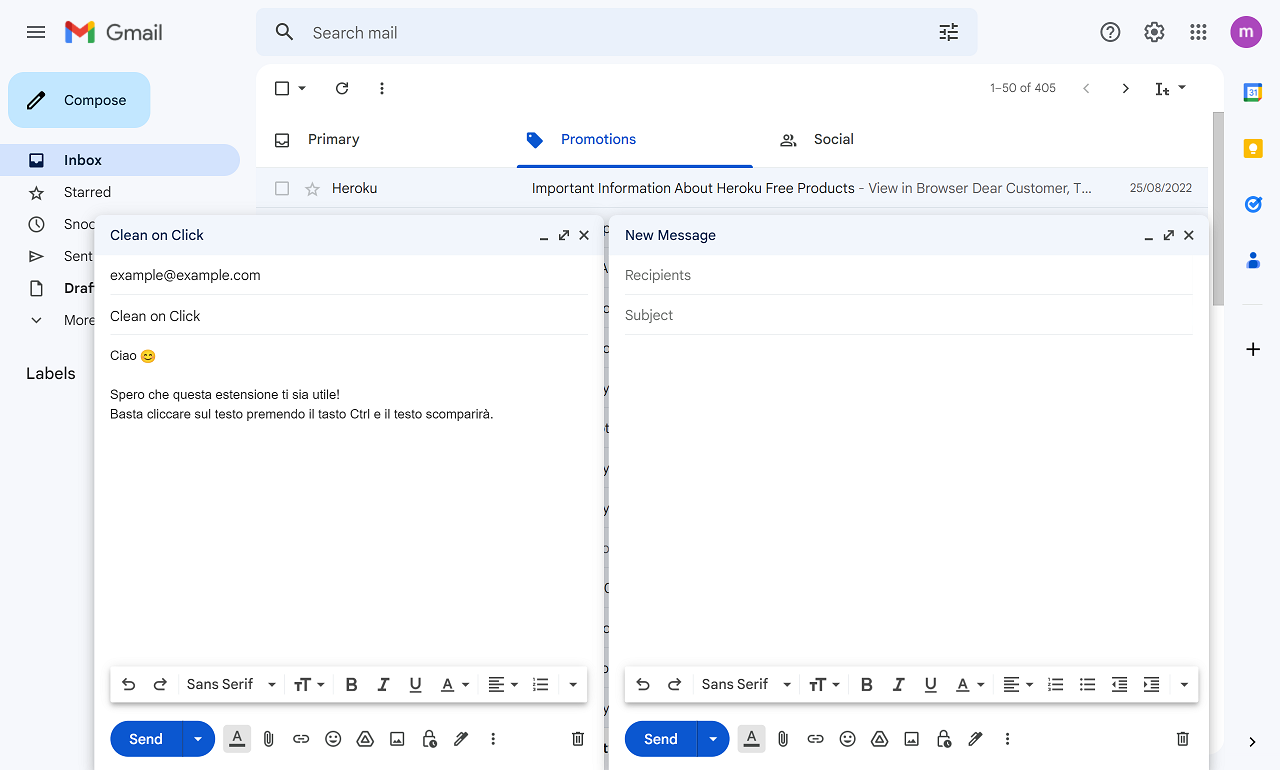 Gmail
Search mail
m
Compose
1–50 of 405
Primary
Promotions
Social
31
Inbox
Starred
Snoo
Sent
Draf
More
Labels
Heroku
Important Information About Heroku Free Products - View in Browser Dear Customer, T...
25/08/2022
Clean on Click
example@example.com
Clean on Click
Ciao 😊
Spero che questa estensione ti sia utile!
Basta cliccare sul testo premendo il tasto Ctrl e il testo scomparirà.
Sans Serif
Send
New Message
Recipients
Subject
Sans Serif
Send